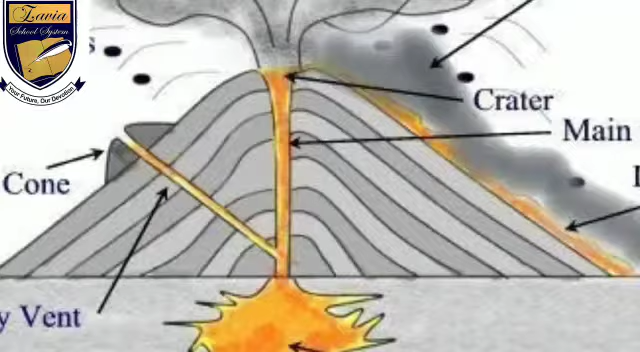 Zavia
School System
Your Future, Our Devotion
s
Crater
Main
Cone
y Vent